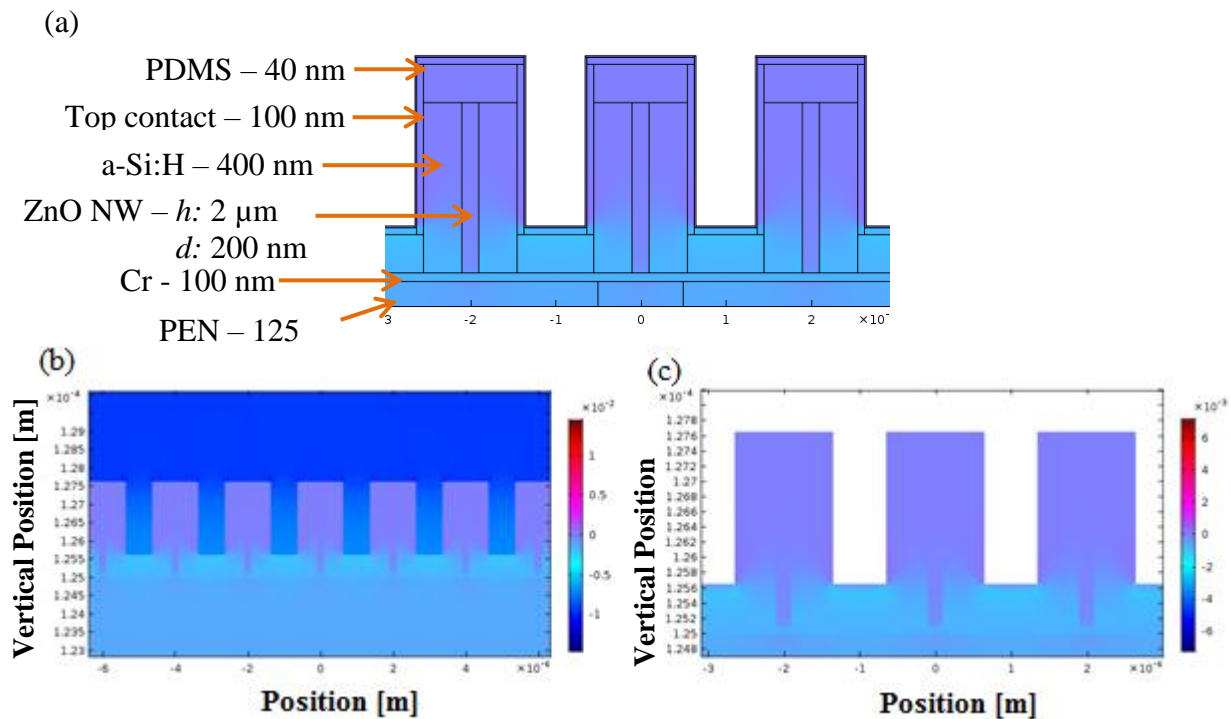 (a)
PDMS – 40 nm
Top contact – 100 nm
a-Si:H – 400 nm
ZnO NW – h: 2 µm
d: 200 nm
Cr - 100 nm
PEN – 125
3 -2 -1 0 1 2 ×10⁻
(b)
×10⁻⁴
1.29
1.285
1.28
1.275
1.27
1.265
1.26
1.255
1.25
1.245
1.24
1.235
Vertical Position [m]
-6 -4 -2 0 2 4 ×10⁻⁶
Position [m]
×10⁻²
1
0.5
0
-0.5
-1
(c)
×10⁻⁴
1.278
1.276
1.274
1.272
1.27
1.268
1.266
1.264
1.262
1.26
1.258
1.256
1.254
1.252
1.25
1.248
Vertical Position
-3 -2 -1 0 1 2 ×10⁻⁶
Position [m]
×10⁻³
6
4
2
0
-2
-4
-6